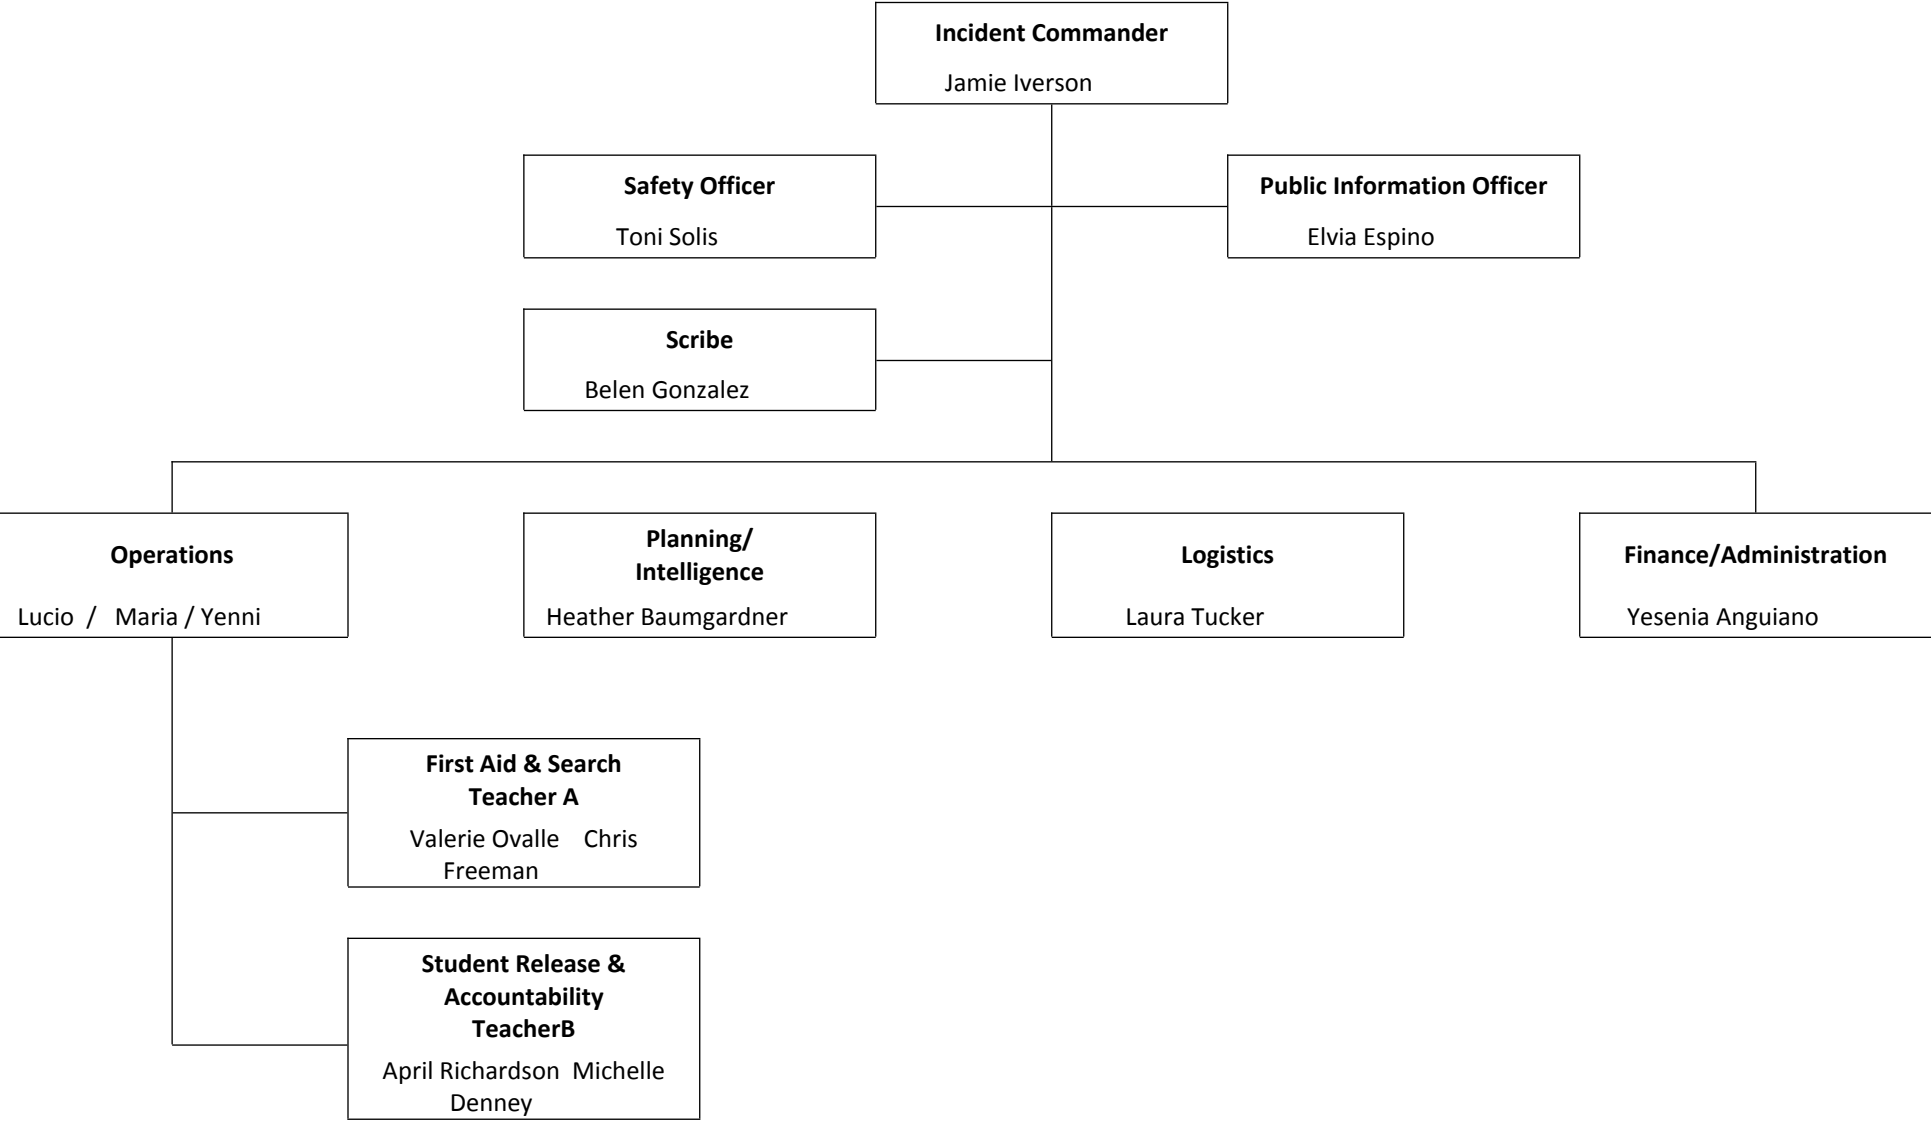 Incident Commander
Jamie Iverson
Safety Officer
Toni Solis
Public Information Officer
Elvia Espino
Scribe
Belen Gonzalez
Operations
Lucio / Maria / Yenni
Planning/
Intelligence
Heather Baumgardner
Logistics
Laura Tucker
Finance/Administration
Yesenia Anguiano
First Aid & Search
Teacher A
Valerie Ovalle Chris
Freeman
Student Release &
Accountability
TeacherB
April Richardson Michelle
Denney